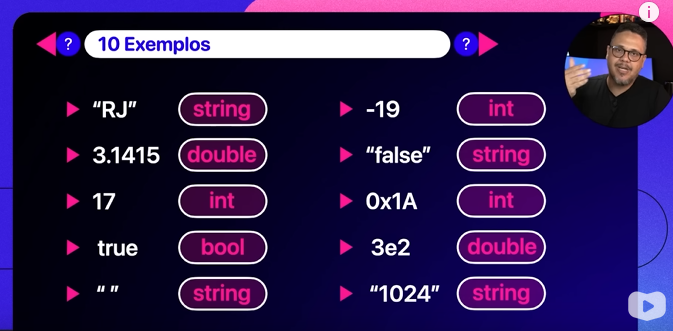 ? 10 Exemplos ?
“RJ” string
3.1415 double
17 int
true bool
“ ” string
-19 int
“false” string
0x1A int
3e2 double
“1024” string
i